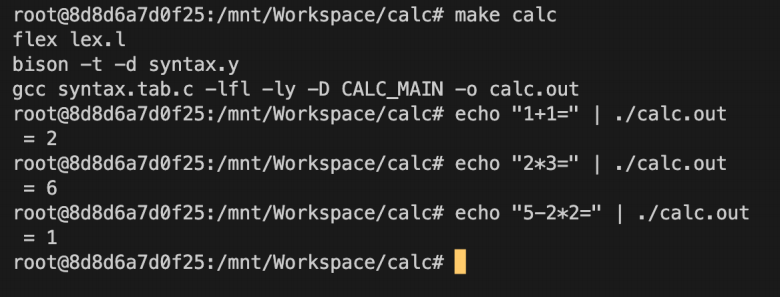 root@8d8d6a7d0f25:/mnt/Workspace/calc# make calc
flex lex.l
bison -t -d syntax.y
gcc syntax.tab.c -lfl -ly -D CALC_MAIN -o calc.out
root@8d8d6a7d0f25:/mnt/Workspace/calc# echo "1+1=" | ./calc.out
 = 2
root@8d8d6a7d0f25:/mnt/Workspace/calc# echo "2*3=" | ./calc.out
 = 6
root@8d8d6a7d0f25:/mnt/Workspace/calc# echo "5-2*2=" | ./calc.out
 = 1
root@8d8d6a7d0f25:/mnt/Workspace/calc#